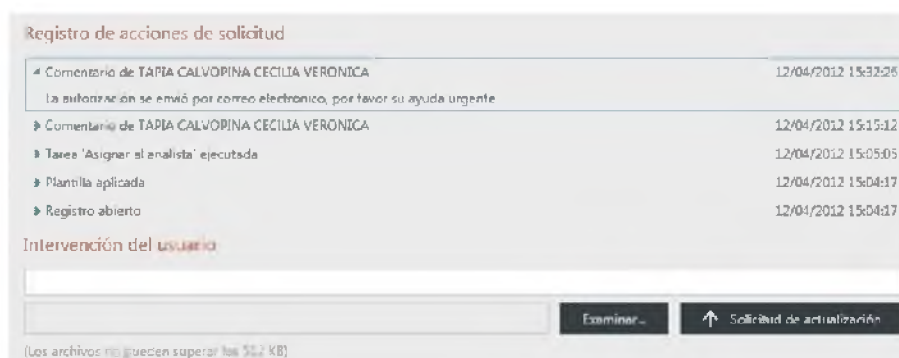 Registro de acciones de solicitud
Comentario de TAPIA CALVOPINA CECILIA VERONICA 12/04/2012 15:32:26
La autorización se envió por correo electronico, por favor su ayuda urgente
Comentario de TAPIA CALVOPINA CECILIA VERONICA 12/04/2012 15:15:12
Tarea 'Asignar al analista' ejecutada 12/04/2012 15:05:05
Plantilla aplicada 12/04/2012 15:04:17
Registro abierto 12/04/2012 15:04:17
Intervención del usuario
Examinar... Solicitud de actualización
(Los archivos no pueden superar los 512 KB)